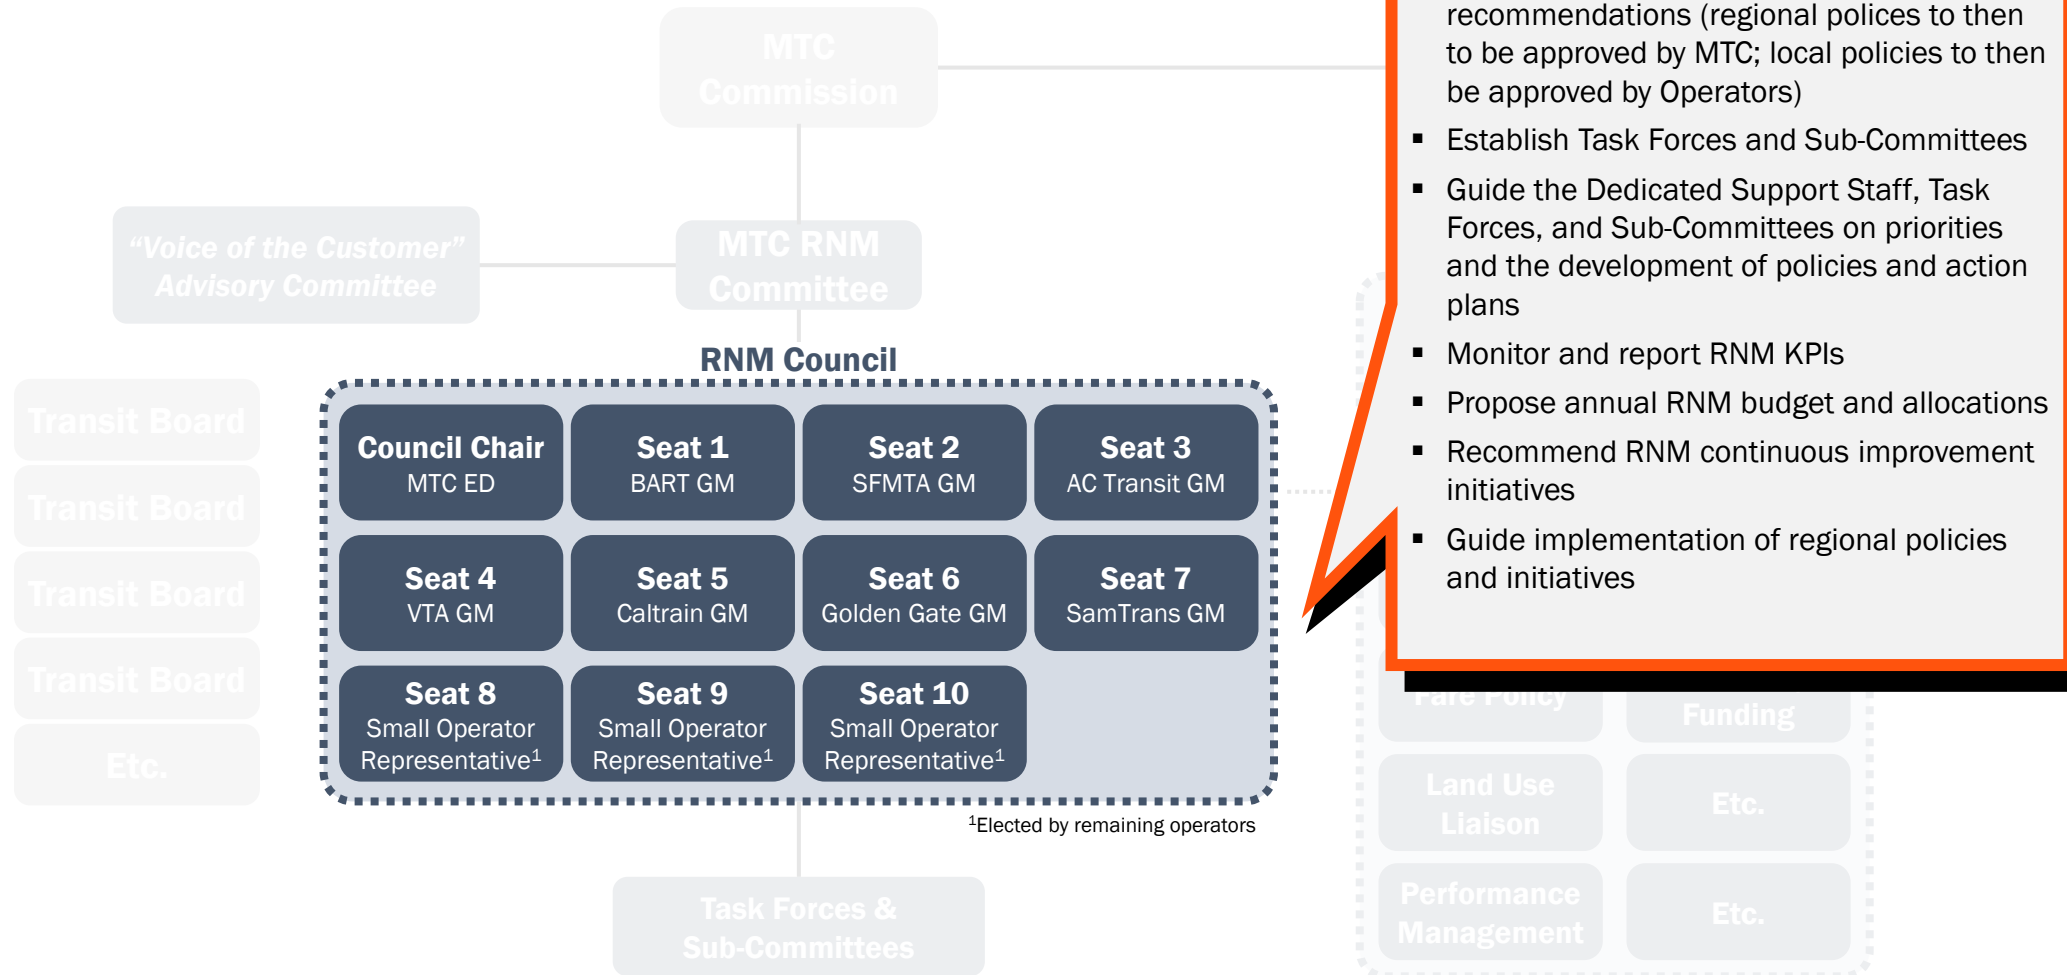 MTC
Commission
"Voice of the Customer"
Advisory Committee
MTC RNM
Committee
RNM Council
Transit Board
Transit Board
Transit Board
Transit Board
Etc.
Council Chair
MTC ED
Seat 1
BART GM
Seat 2
SFMTA GM
Seat 3
AC Transit GM
Seat 4
VTA GM
Seat 5
Caltrain GM
Seat 6
Golden Gate GM
Seat 7
SamTrans GM
Seat 8
Small Operator
Representative¹
Seat 9
Small Operator
Representative¹
Seat 10
Small Operator
Representative¹
¹Elected by remaining operators
Task Forces &
Sub-Committees
recommendations (regional polices to then
to be approved by MTC; local policies to then
be approved by Operators)
▪ Establish Task Forces and Sub-Committees
▪ Guide the Dedicated Support Staff, Task
Forces, and Sub-Committees on priorities
and the development of policies and action
plans
▪ Monitor and report RNM KPIs
▪ Propose annual RNM budget and allocations
▪ Recommend RNM continuous improvement
initiatives
▪ Guide implementation of regional policies
and initiatives
Fare Policy
Funding
Land Use
Liaison
Etc.
Performance
Management
Etc.